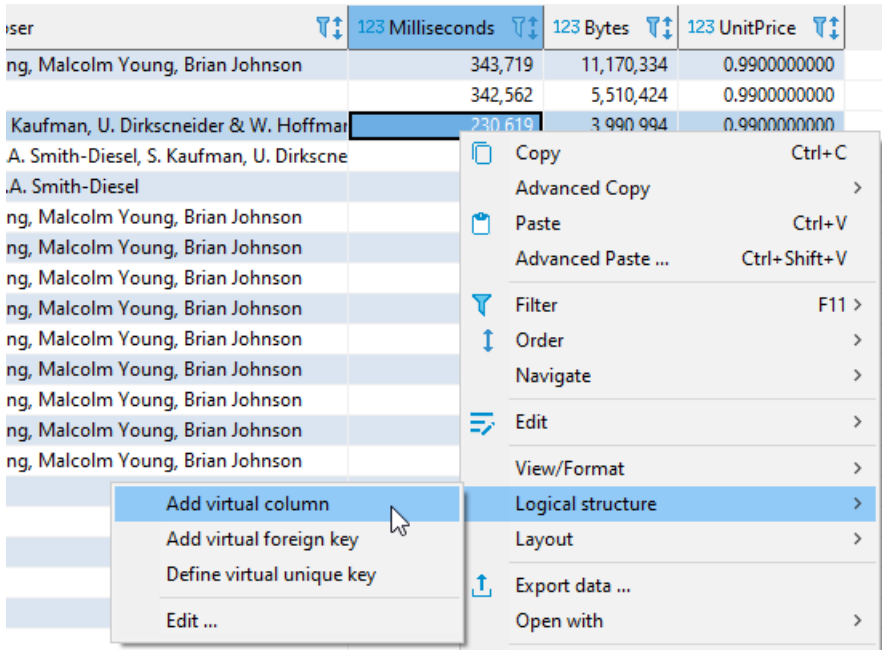 oser 123 Milliseconds 123 Bytes 123 UnitPrice
ng, Malcolm Young, Brian Johnson 343,719 11,170,334 0.9900000000
342,562 5,510,424 0.9900000000
Kaufman, U. Dirkscneider & W. Hoffmar 230,619 3,990,994 0.9900000000
.A. Smith-Diesel, S. Kaufman, U. Dirkscne
.A. Smith-Diesel
ng, Malcolm Young, Brian Johnson
ng, Malcolm Young, Brian Johnson
ng, Malcolm Young, Brian Johnson
ng, Malcolm Young, Brian Johnson
ng, Malcolm Young, Brian Johnson
ng, Malcolm Young, Brian Johnson
ng, Malcolm Young, Brian Johnson
ng, Malcolm Young, Brian Johnson
ng, Malcolm Young, Brian Johnson
Copy Ctrl+C
Advanced Copy
Paste Ctrl+V
Advanced Paste ... Ctrl+Shift+V
Filter F11
Order
Navigate
Edit
View/Format
Logical structure
Layout
Export data ...
Open with
Add virtual column
Add virtual foreign key
Define virtual unique key
Edit ...